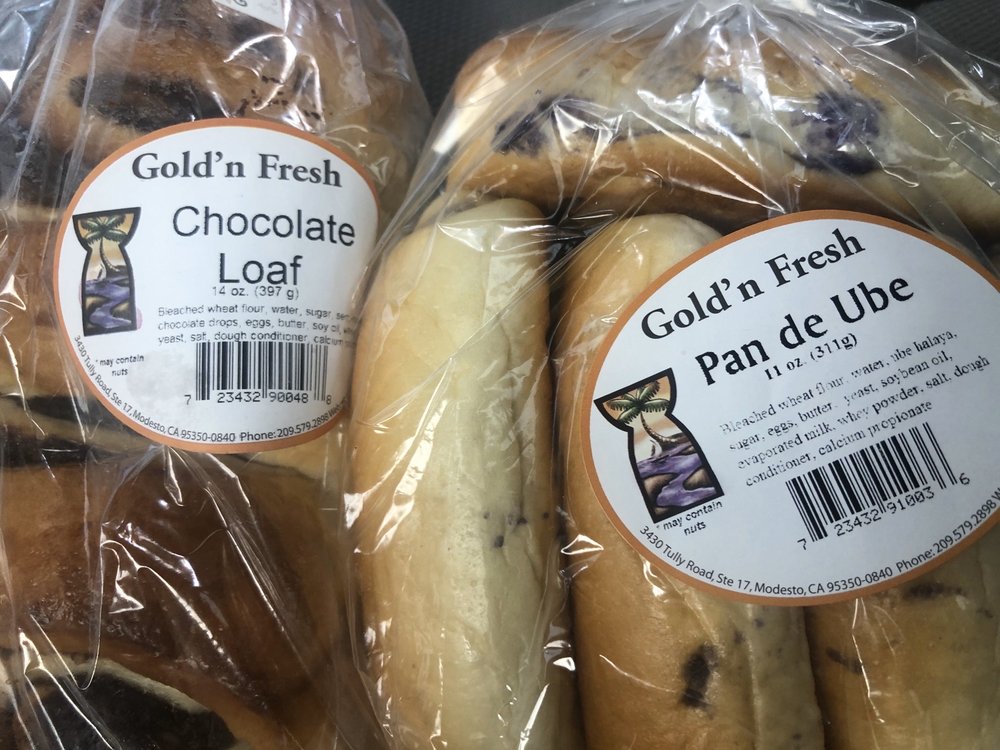 Gold'n Fresh
Chocolate
Loaf
14 oz. (397 g)
Bleached wheat flour, water, sugar,
chocolate drops, eggs, butter, soy oil,
yeast, salt, dough conditioner, calcium
* may contain
nuts
7 23432 90048 8
3430 Tully Road, Ste 17, Modesto, CA 95350-0840 Phone: 209.579.2898
Gold'n Fresh
Pan de Ube
11 oz. (311g)
Bleached wheat flour, water, ube halaya,
sugar, eggs, butter, yeast, soybean oil,
evaporated milk, whey powder, salt, dough
conditioner, calcium propionate
* may contain
nuts
7 23432 91003 6
3430 Tully Road, Ste 17, Modesto, CA 95350-0840 Phone: 209.579.2898